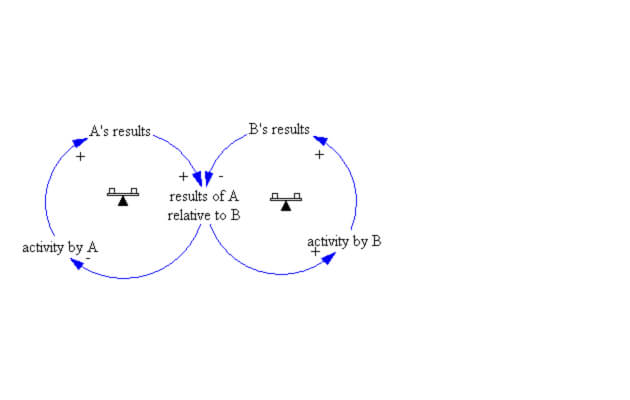 A's results
B's results
+
+
+ -
results of A
relative to B
activity by A
activity by B
-
+